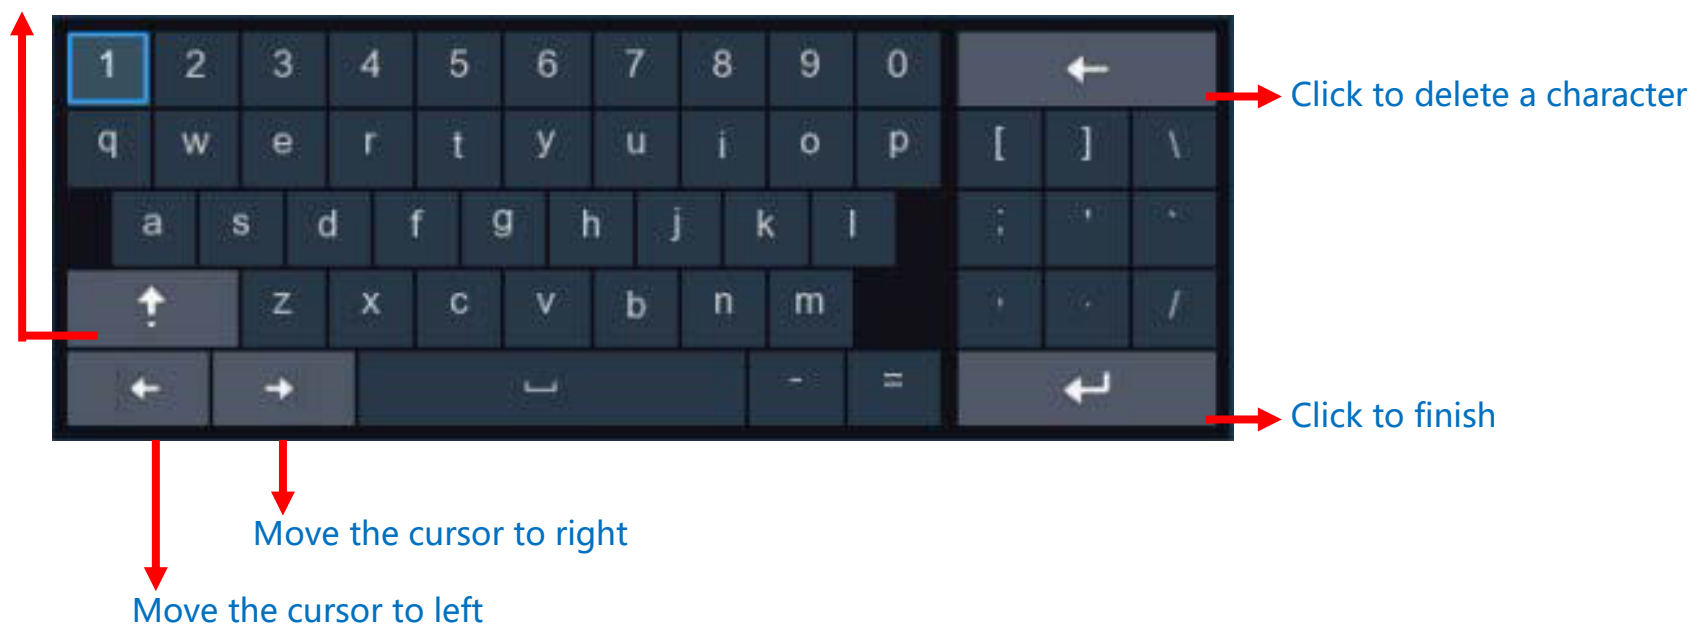 1 2 3 4 5 6 7 8 9 0
Click to delete a character
q w e r t y u i o p [ ] \
a s d f g h j k l ; ' `
z x c v b n m , . /
- =
Click to finish
Move the cursor to right
Move the cursor to left